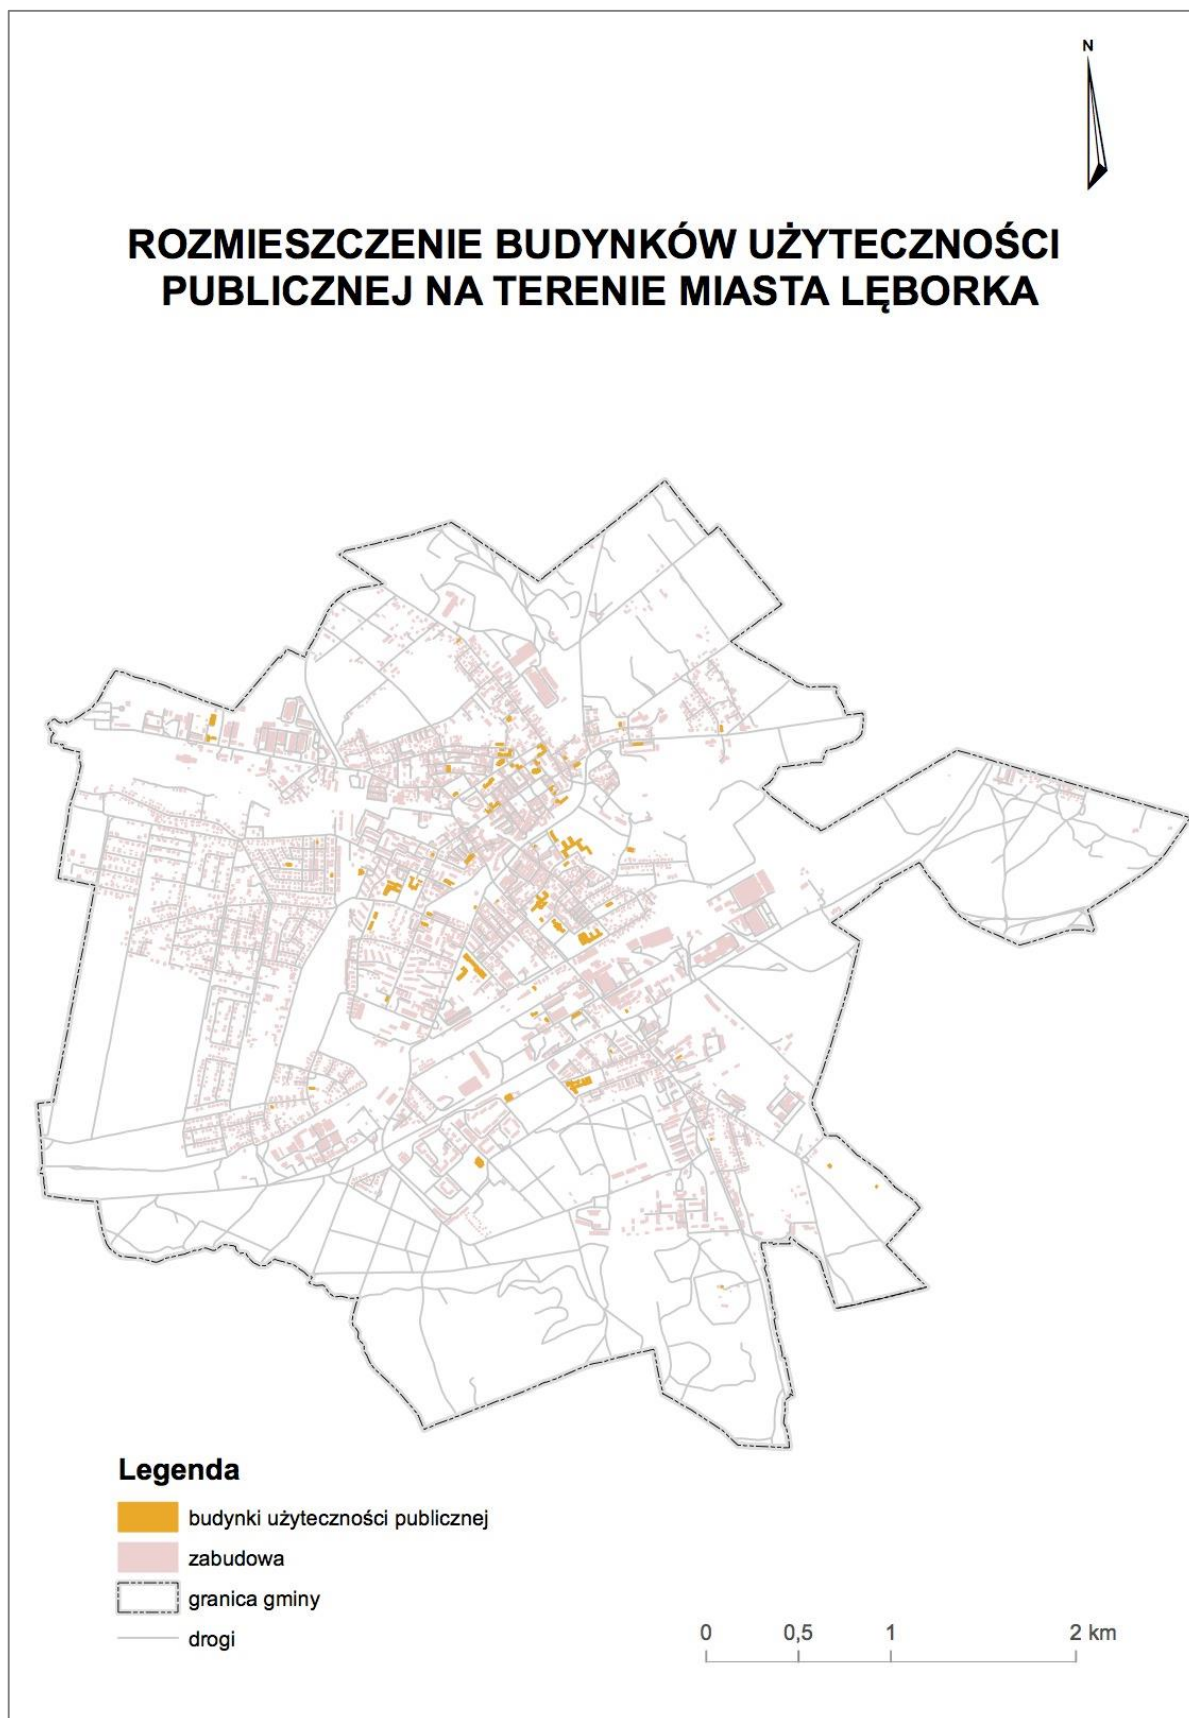 N
ROZMIESZCZENIE BUDYNKÓW UŻYTECZNOŚCI
PUBLICZNEJ NA TERENIE MIASTA LĘBORKA
Legenda
budynki użyteczności publicznej
zabudowa
granica gminy
drogi
0 0,5 1 2 km